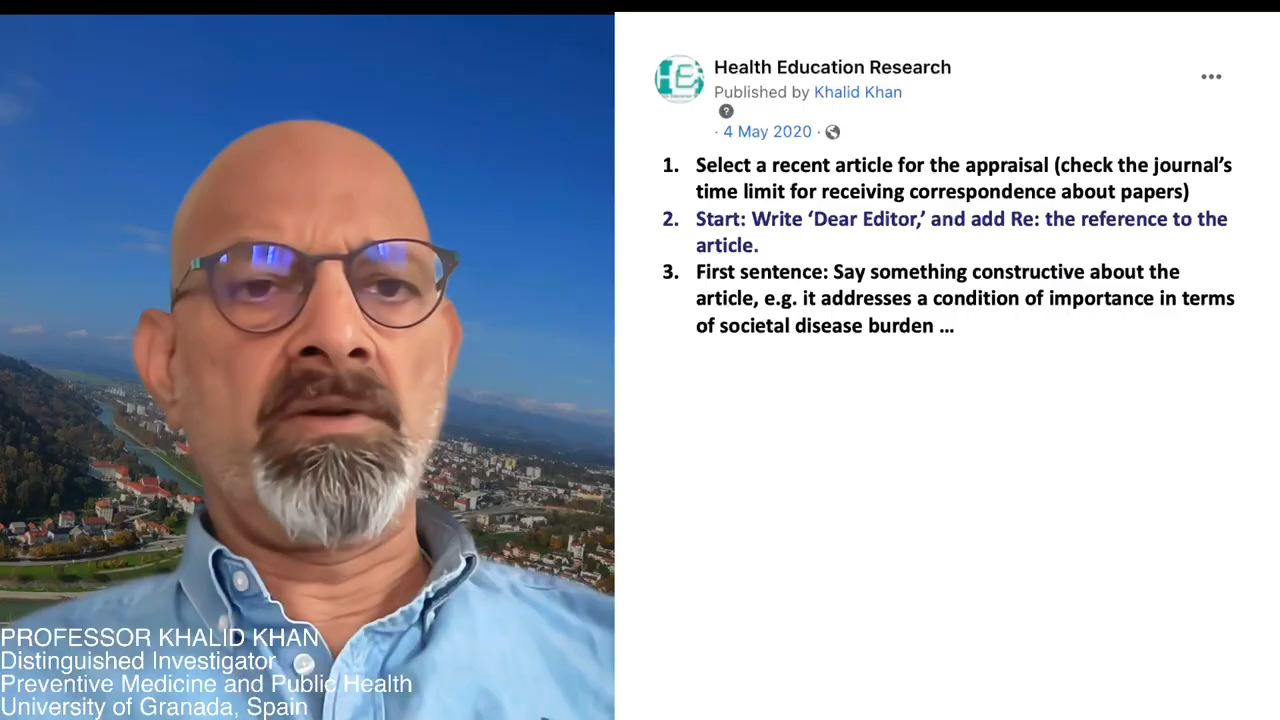 PROFESSOR KHALID KHAN
Distinguished Investigator
Preventive Medicine and Public Health
University of Granada, Spain
Health Education Research
Published by Khalid Khan
?
· 4 May 2020 ·
1. Select a recent article for the appraisal (check the journal’s
time limit for receiving correspondence about papers)
2. Start: Write ‘Dear Editor,’ and add Re: the reference to the
article.
3. First sentence: Say something constructive about the
article, e.g. it addresses a condition of importance in terms
of societal disease burden ...